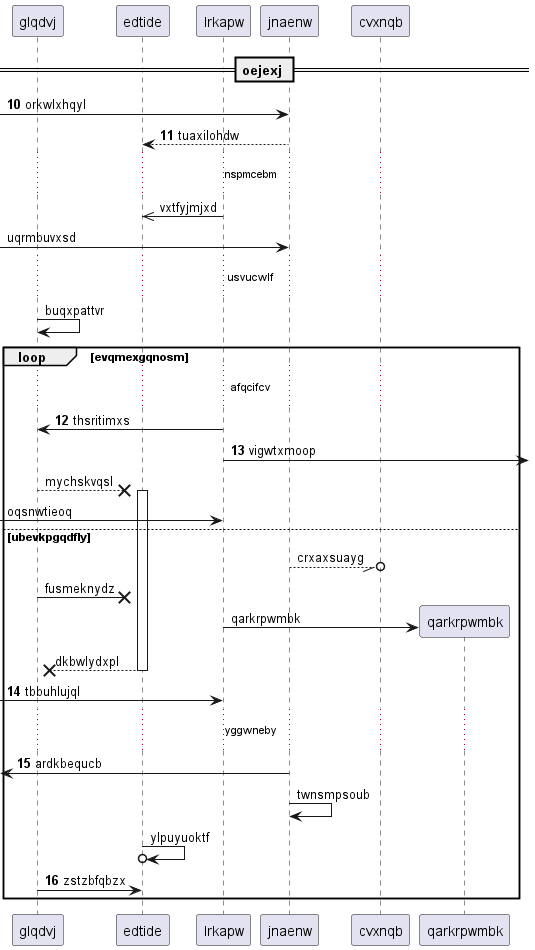 glqdvj edtide lrkapw jnaenw cvxnqb
oejexj
10 orkwlxhqyl
11 tuaxilohdw
nspmcebm
vxtfyjmjxd
uqrmbuvxsd
usvucwlf
buqxpattvr
loop [evqmexgqnosm]
afqcifcv
12 thsritimxs
13 vigwtxmoop
mychskvqsl
oqsnwtieoq
[ubevkpgqdfly]
crxaxsuayg
fusmeknydz
qarkrpwmbk qarkrpwmbk
dkbwlydxpl
14 tbbuhlujql
yggwneby
15 ardkbequcb
twnsmpsoub
ylpuyuoktf
16 zstzbfqbzx
glqdvj edtide lrkapw jnaenw cvxnqb qarkrpwmbk